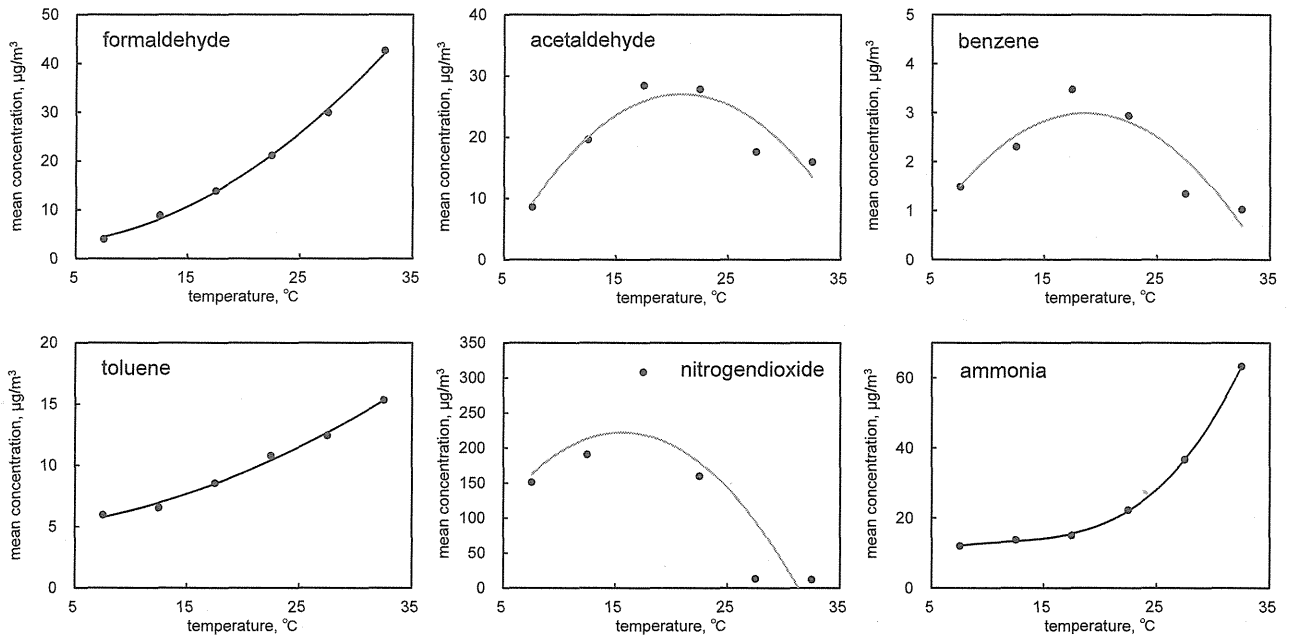 formaldehyde
mean concentration, µg/m³
50
40
30
20
10
0
5 15 25 35
temperature, °C
acetaldehyde
mean concentration, µg/m³
40
30
20
10
0
5 15 25 35
temperature, °C
benzene
mean concentration, µg/m³
5
4
3
2
1
0
5 15 25 35
temperature, °C
toluene
mean concentration, µg/m³
20
15
10
5
0
5 15 25 35
temperature, °C
nitrogendioxide
mean concentration, µg/m³
350
300
250
200
150
100
50
0
5 15 25 35
temperature, °C
ammonia
mean concentration, µg/m³
60
40
20
0
5 15 25 35
temperature, °C